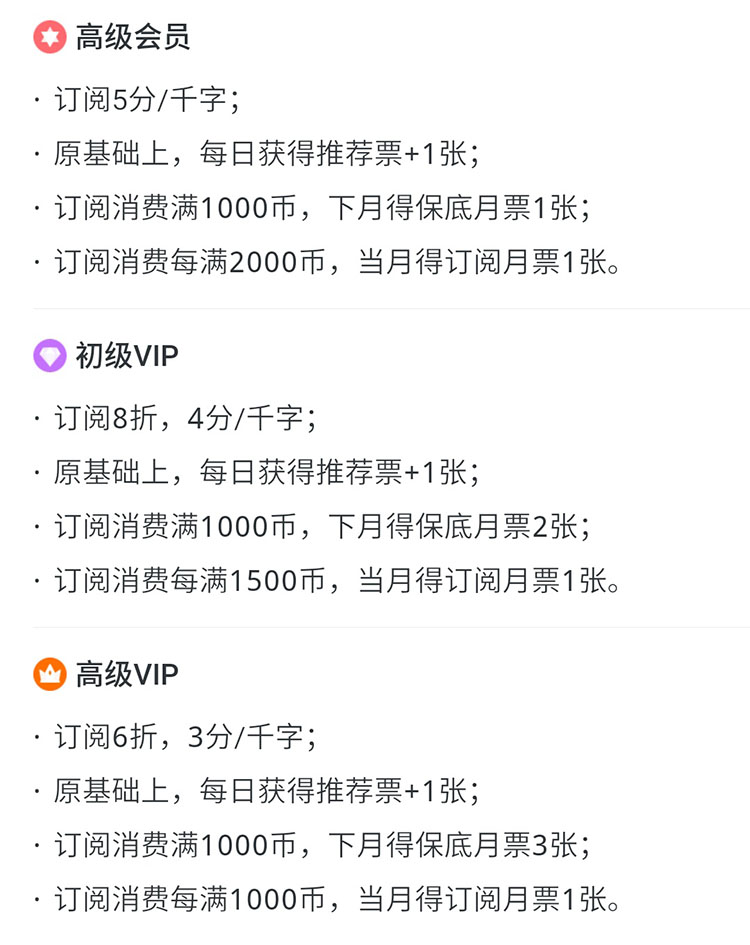 高级会员
· 订阅5分/千字；
· 原基础上，每日获得推荐票+1张；
· 订阅消费满1000币，下月得保底月票1张；
· 订阅消费每满2000币，当月得订阅月票1张。
初级VIP
· 订阅8折，4分/千字；
· 原基础上，每日获得推荐票+1张；
· 订阅消费满1000币，下月得保底月票2张；
· 订阅消费每满1500币，当月得订阅月票1张。
高级VIP
· 订阅6折，3分/千字；
· 原基础上，每日获得推荐票+1张；
· 订阅消费满1000币，下月得保底月票3张；
· 订阅消费每满1000币，当月得订阅月票1张。